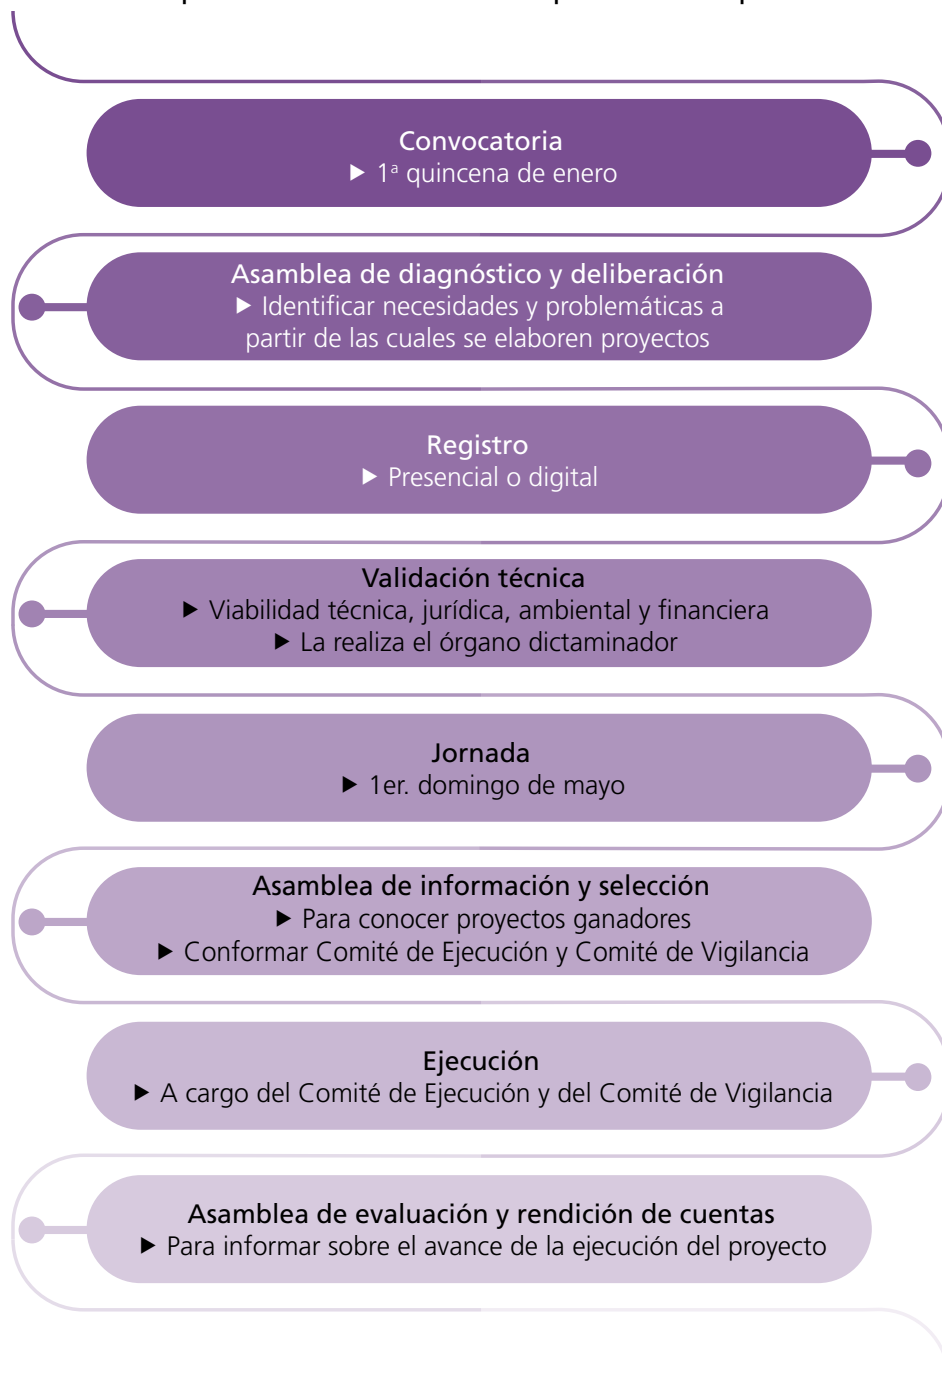 Convocatoria
▶ 1ª quincena de enero
Asamblea de diagnóstico y deliberación
▶ Identificar necesidades y problemáticas a
partir de las cuales se elaboren proyectos
Registro
▶ Presencial o digital
Validación técnica
▶ Viabilidad técnica, jurídica, ambiental y financiera
▶ La realiza el órgano dictaminador
Jornada
▶ 1er. domingo de mayo
Asamblea de información y selección
▶ Para conocer proyectos ganadores
▶ Conformar Comité de Ejecución y Comité de Vigilancia
Ejecución
▶ A cargo del Comité de Ejecución y del Comité de Vigilancia
Asamblea de evaluación y rendición de cuentas
▶ Para informar sobre el avance de la ejecución del proyecto